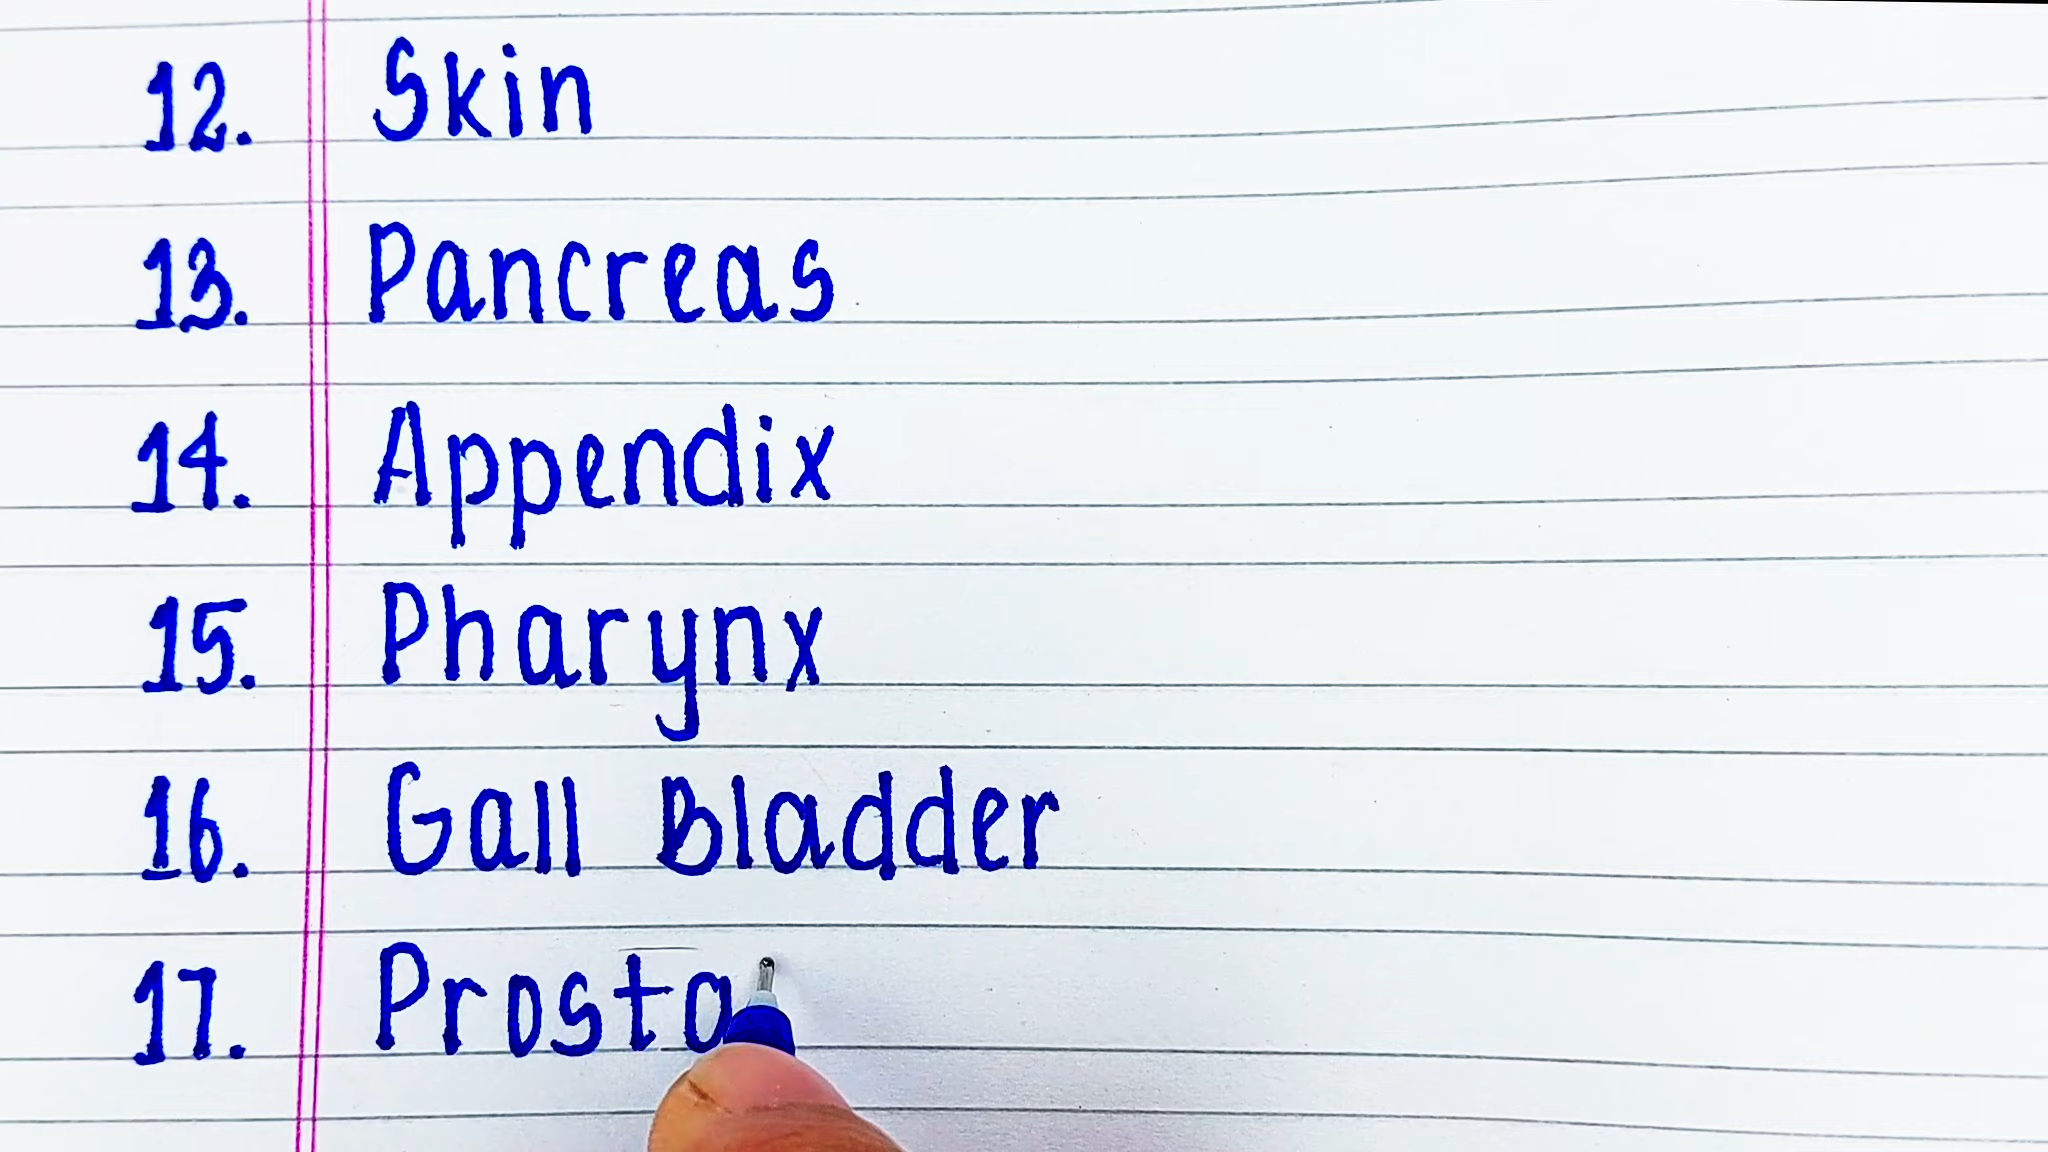 12. Skin
13. Pancreas
14. Appendix
15. Pharynx
16. Gall Bladder
17. Prosta